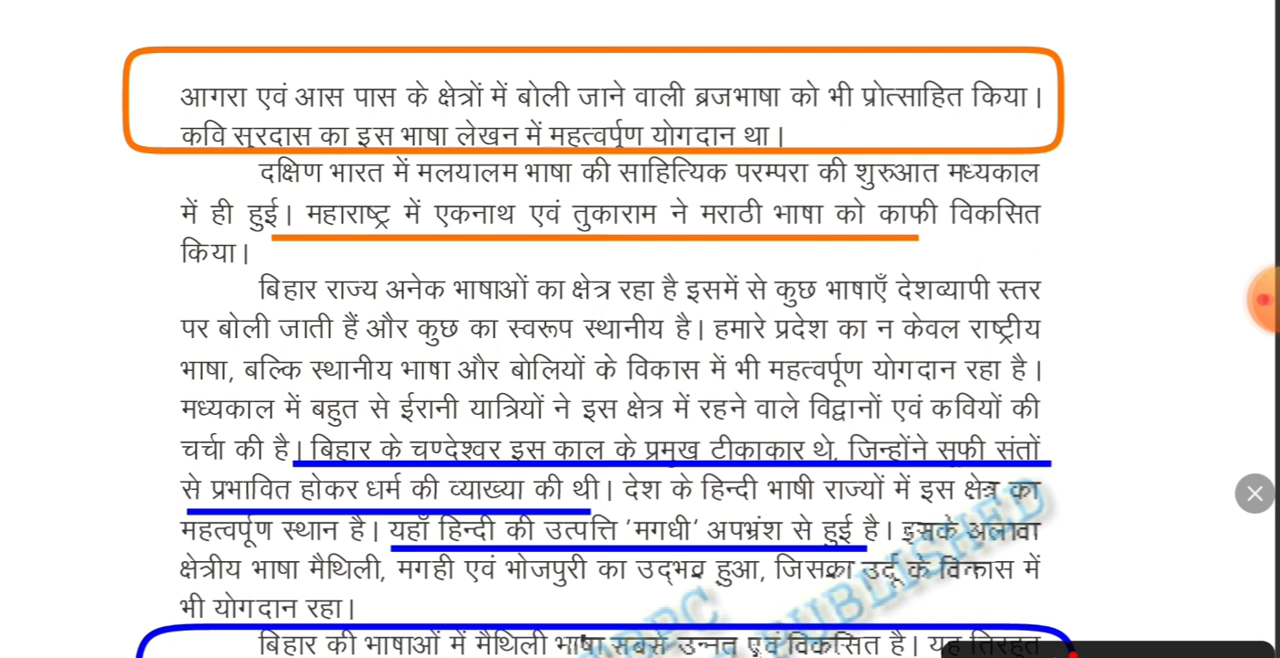 आगरा एवं आस पास के क्षेत्रों में बोली जाने वाली ब्रजभाषा को भी प्रोत्साहित किया।
कवि सूरदास का इस भाषा लेखन में महत्वर्पूण योगदान था।
दक्षिण भारत में मलयालम भाषा की साहित्यिक परम्परा की शुरुआत मध्यकाल
में ही हुई। महाराष्ट्र में एकनाथ एवं तुकाराम ने मराठी भाषा को काफी विकसित
किया।
बिहार राज्य अनेक भाषाओं का क्षेत्र रहा है इसमें से कुछ भाषाएँ देशव्यापी स्तर
पर बोली जाती हैं और कुछ का स्वरूप स्थानीय है। हमारे प्रदेश का न केवल राष्ट्रीय
भाषा, बल्कि स्थानीय भाषा और बोलियों के विकास में भी महत्वर्पूण योगदान रहा है।
मध्यकाल में बहुत से ईरानी यात्रियों ने इस क्षेत्र में रहने वाले विद्वानों एवं कवियों की
चर्चा की है। बिहार के चण्देश्वर इस काल के प्रमुख टीकाकार थे, जिन्होंने सूफी संतों
से प्रभावित होकर धर्म की व्याख्या की थी। देश के हिन्दी भाषी राज्यों में इस क्षेत्र का
महत्वर्पूण स्थान है। यहाँ हिन्दी की उत्पत्ति 'मगधी' अपभ्रंश से हुई है। इसके अलावा
क्षेत्रीय भाषा मैथिली, मगही एवं भोजपुरी का उद्भव हुआ, जिसका उर्दू के विकास में
भी योगदान रहा।
बिहार की भाषाओं में मैथिली भाषा सबसे उन्नत एवं विकसित है। यह तिरहुत
PUBLISHED